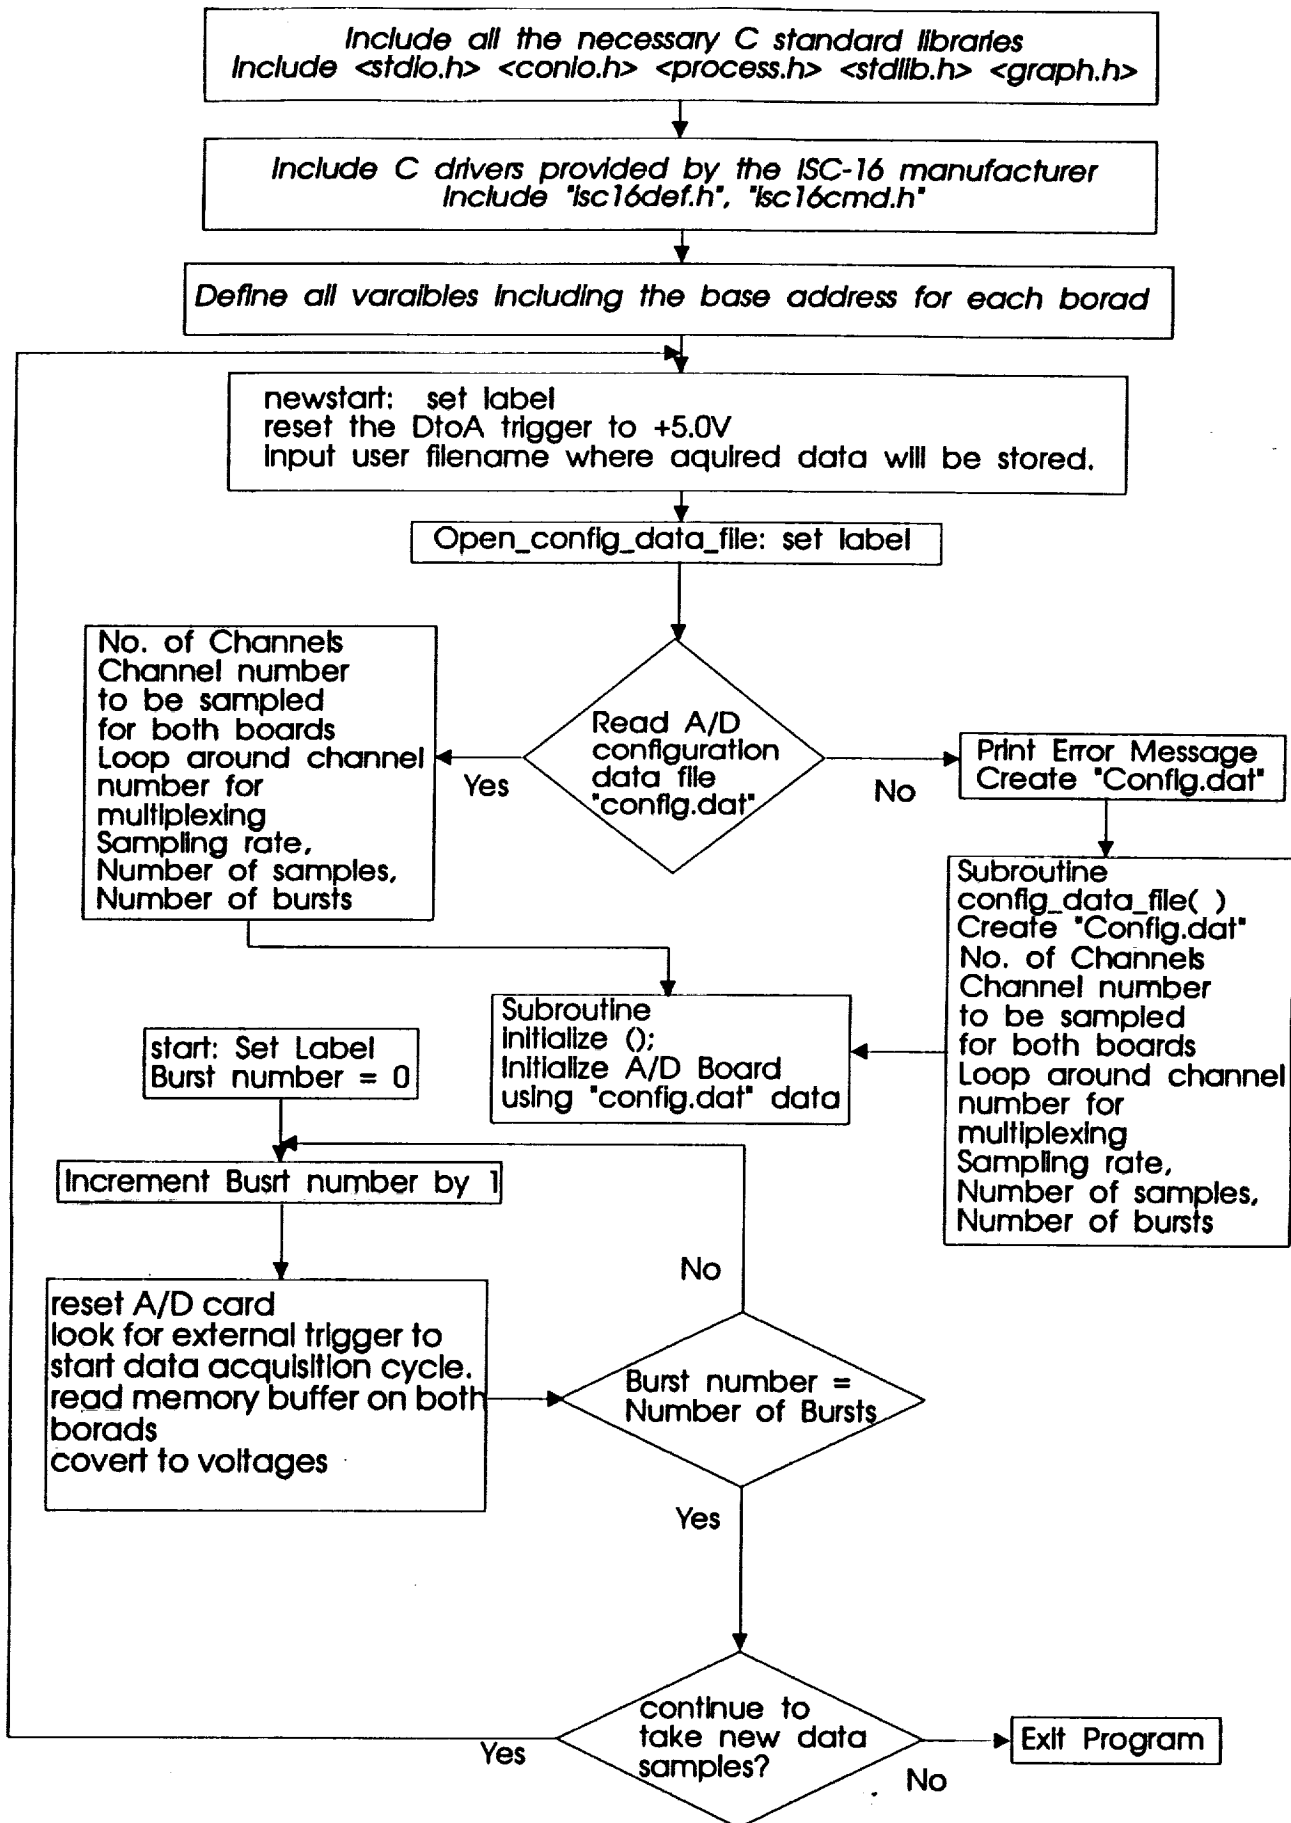 Include all the necessary C standard libraries
Include <stdio.h> <conio.h> <process.h> <stdlib.h> <graph.h>
Include C drivers provided by the ISC-16 manufacturer
Include "isc16def.h", "isc16cmd.h"
Define all varaibles including the base address for each borad
newstart: set label
reset the DtoA trigger to +5.0V
input user filename where aquired data will be stored.
Open_config_data_file: set label
No. of Channels
Channel number
to be sampled
for both boards
Loop around channel
number for
multiplexing
Sampling rate,
Number of samples,
Number of bursts
Yes
Read A/D
configuration
data file
"config.dat"
No
Print Error Message
Create "Config.dat"
Subroutine
config_data_file( )
Create "Config.dat"
No. of Channels
Channel number
to be sampled
for both boards
Loop around channel
number for
multiplexing
Sampling rate,
Number of samples,
Number of bursts
Subroutine
initialize ();
Initialize A/D Board
using "config.dat" data
start: Set Label
Burst number = 0
Increment Busrt number by 1
reset A/D card
look for external trigger to
start data acquisition cycle.
read memory buffer on both
borads
covert to voltages
No
Burst number =
Number of Bursts
Yes
continue to
take new data
samples?
Yes
No
Exit Program